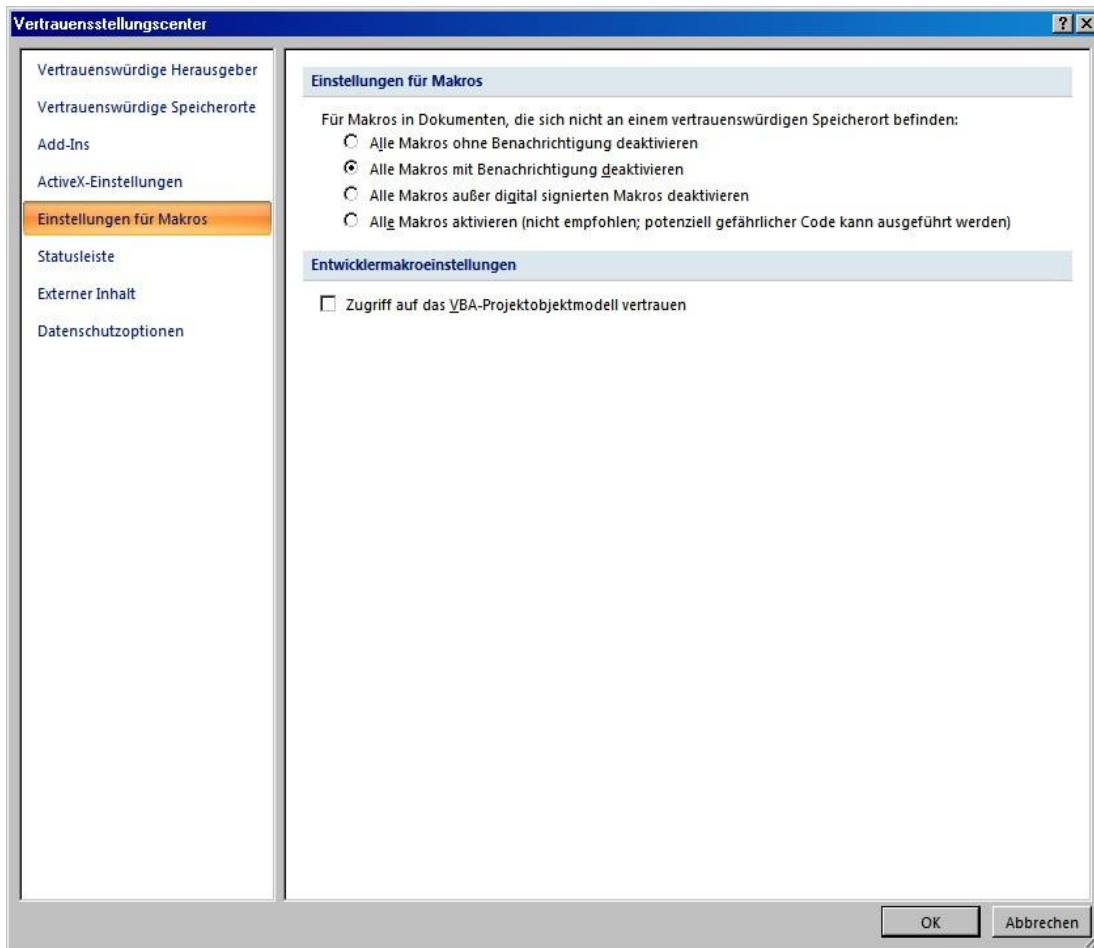 Vertrauensstellungscenter
Vertrauenswürdige Herausgeber
Vertrauenswürdige Speicherorte
Add-Ins
ActiveX-Einstellungen
Einstellungen für Makros
Statusleiste
Externer Inhalt
Datenschutzoptionen
Einstellungen für Makros
Für Makros in Dokumenten, die sich nicht an einem vertrauenswürdigen Speicherort befinden:
Alle Makros ohne Benachrichtigung deaktivieren
Alle Makros mit Benachrichtigung deaktivieren
Alle Makros außer digital signierten Makros deaktivieren
Alle Makros aktivieren (nicht empfohlen; potenziell gefährlicher Code kann ausgeführt werden)
Entwicklermakroeinstellungen
Zugriff auf das VBA-Projektobjektmodell vertrauen
OK Abbrechen